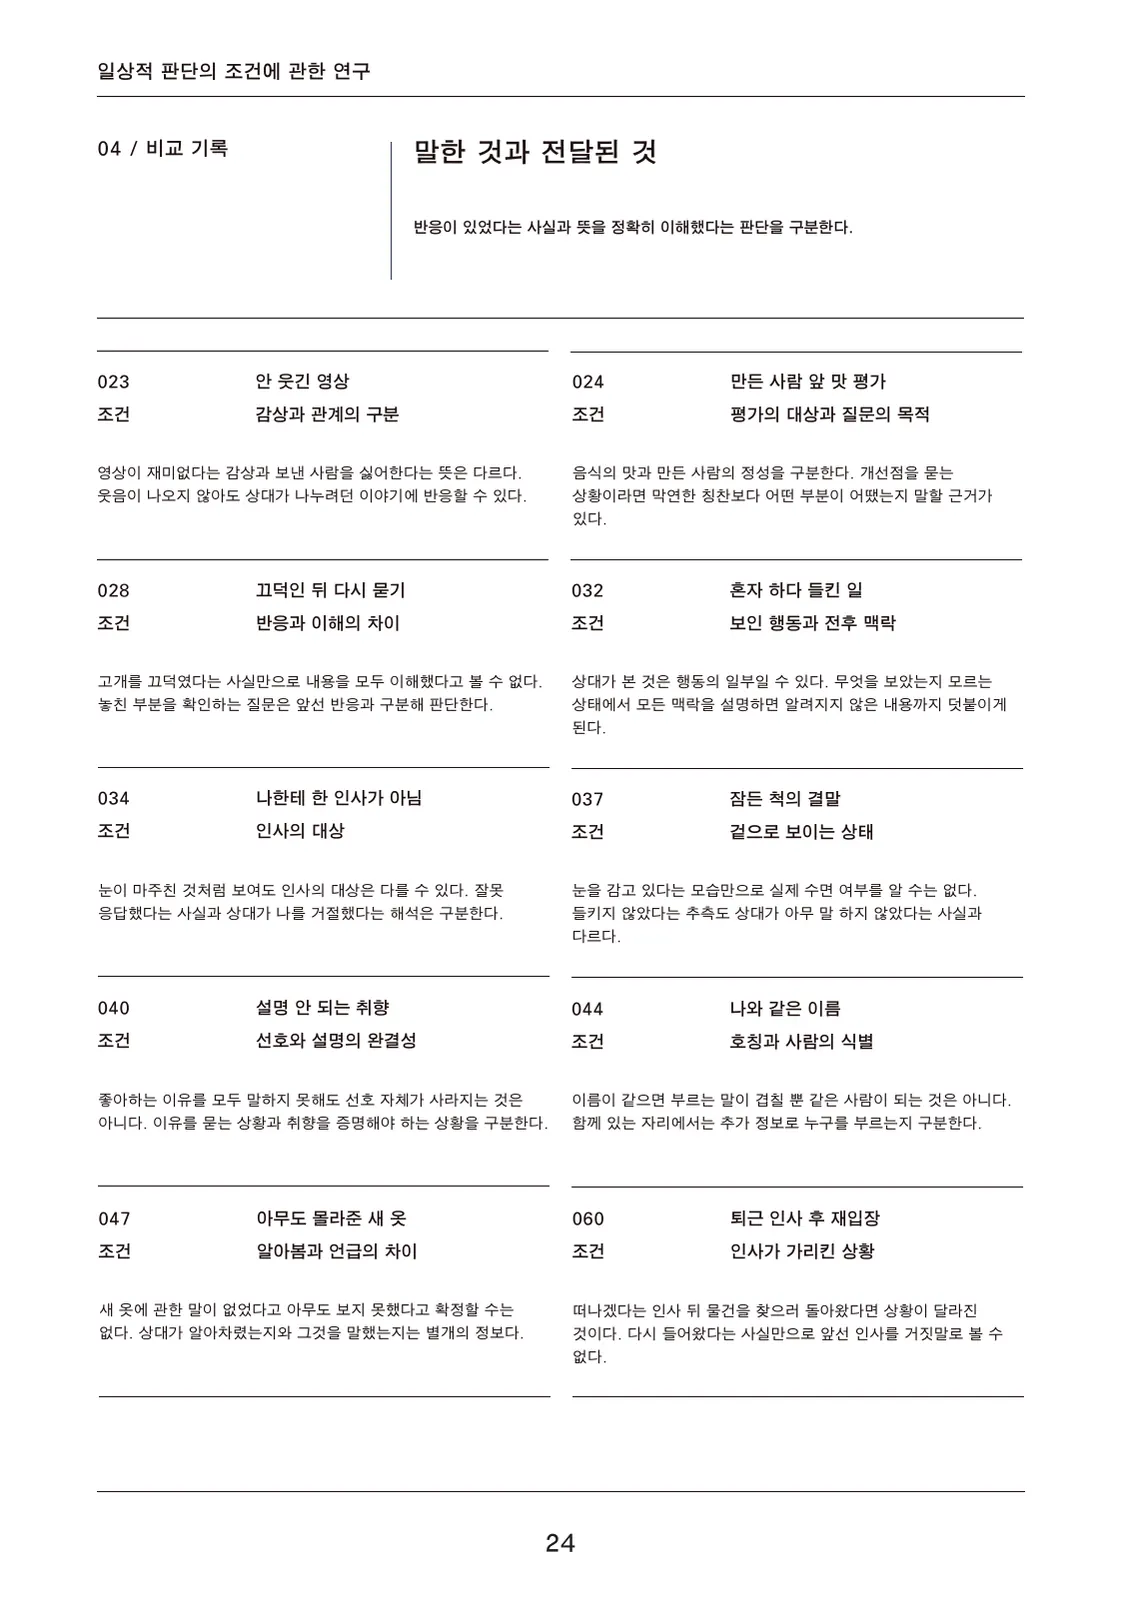 일상적 판단의 조건에 관한 연구
04 / 비교 기록
말한 것과 전달된 것
반응이 있었다는 사실과 뜻을 정확히 이해했다는 판단을 구분한다.
023 안 웃긴 영상
조건 감상과 관계의 구분
영상이 재미없다는 감상과 보낸 사람을 싫어한다는 뜻은 다르다.
웃음이 나오지 않아도 상대가 나누려던 이야기에 반응할 수 있다.
024 만든 사람 앞 맛 평가
조건 평가의 대상과 질문의 목적
음식의 맛과 만든 사람의 정성을 구분한다. 개선점을 묻는
상황이라면 막연한 칭찬보다 어떤 부분이 어땠는지 말할 근거가
있다.
028 끄덕인 뒤 다시 묻기
조건 반응과 이해의 차이
고개를 끄덕였다는 사실만으로 내용을 모두 이해했다고 볼 수 없다.
놓친 부분을 확인하는 질문은 앞선 반응과 구분해 판단한다.
032 혼자 하다 들킨 일
조건 보인 행동과 전후 맥락
상대가 본 것은 행동의 일부일 수 있다. 무엇을 보았는지 모르는
상태에서 모든 맥락을 설명하면 알려지지 않은 내용까지 덧붙이게
된다.
034 나한테 한 인사가 아님
조건 인사의 대상
눈이 마주친 것처럼 보여도 인사의 대상은 다를 수 있다. 잘못
응답했다는 사실과 상대가 나를 거절했다는 해석은 구분한다.
037 잠든 척의 결말
조건 겉으로 보이는 상태
눈을 감고 있다는 모습만으로 실제 수면 여부를 알 수는 없다.
들키지 않았다는 추측도 상대가 아무 말 하지 않았다는 사실과
다르다.
040 설명 안 되는 취향
조건 선호와 설명의 완결성
좋아하는 이유를 모두 말하지 못해도 선호 자체가 사라지는 것은
아니다. 이유를 묻는 상황과 취향을 증명해야 하는 상황을 구분한다.
044 나와 같은 이름
조건 호칭과 사람의 식별
이름이 같으면 부르는 말이 겹칠 뿐 같은 사람이 되는 것은 아니다.
함께 있는 자리에서는 추가 정보로 누구를 부르는지 구분한다.
047 아무도 몰라준 새 옷
조건 알아봄과 언급의 차이
새 옷에 관한 말이 없었다고 아무도 보지 못했다고 확정할 수는
없다. 상대가 알아차렸는지와 그것을 말했는지는 별개의 정보다.
060 퇴근 인사 후 재입장
조건 인사가 가리킨 상황
떠나겠다는 인사 뒤 물건을 찾으러 돌아왔다면 상황이 달라진
것이다. 다시 들어왔다는 사실만으로 앞선 인사를 거짓말로 볼 수
없다.
24